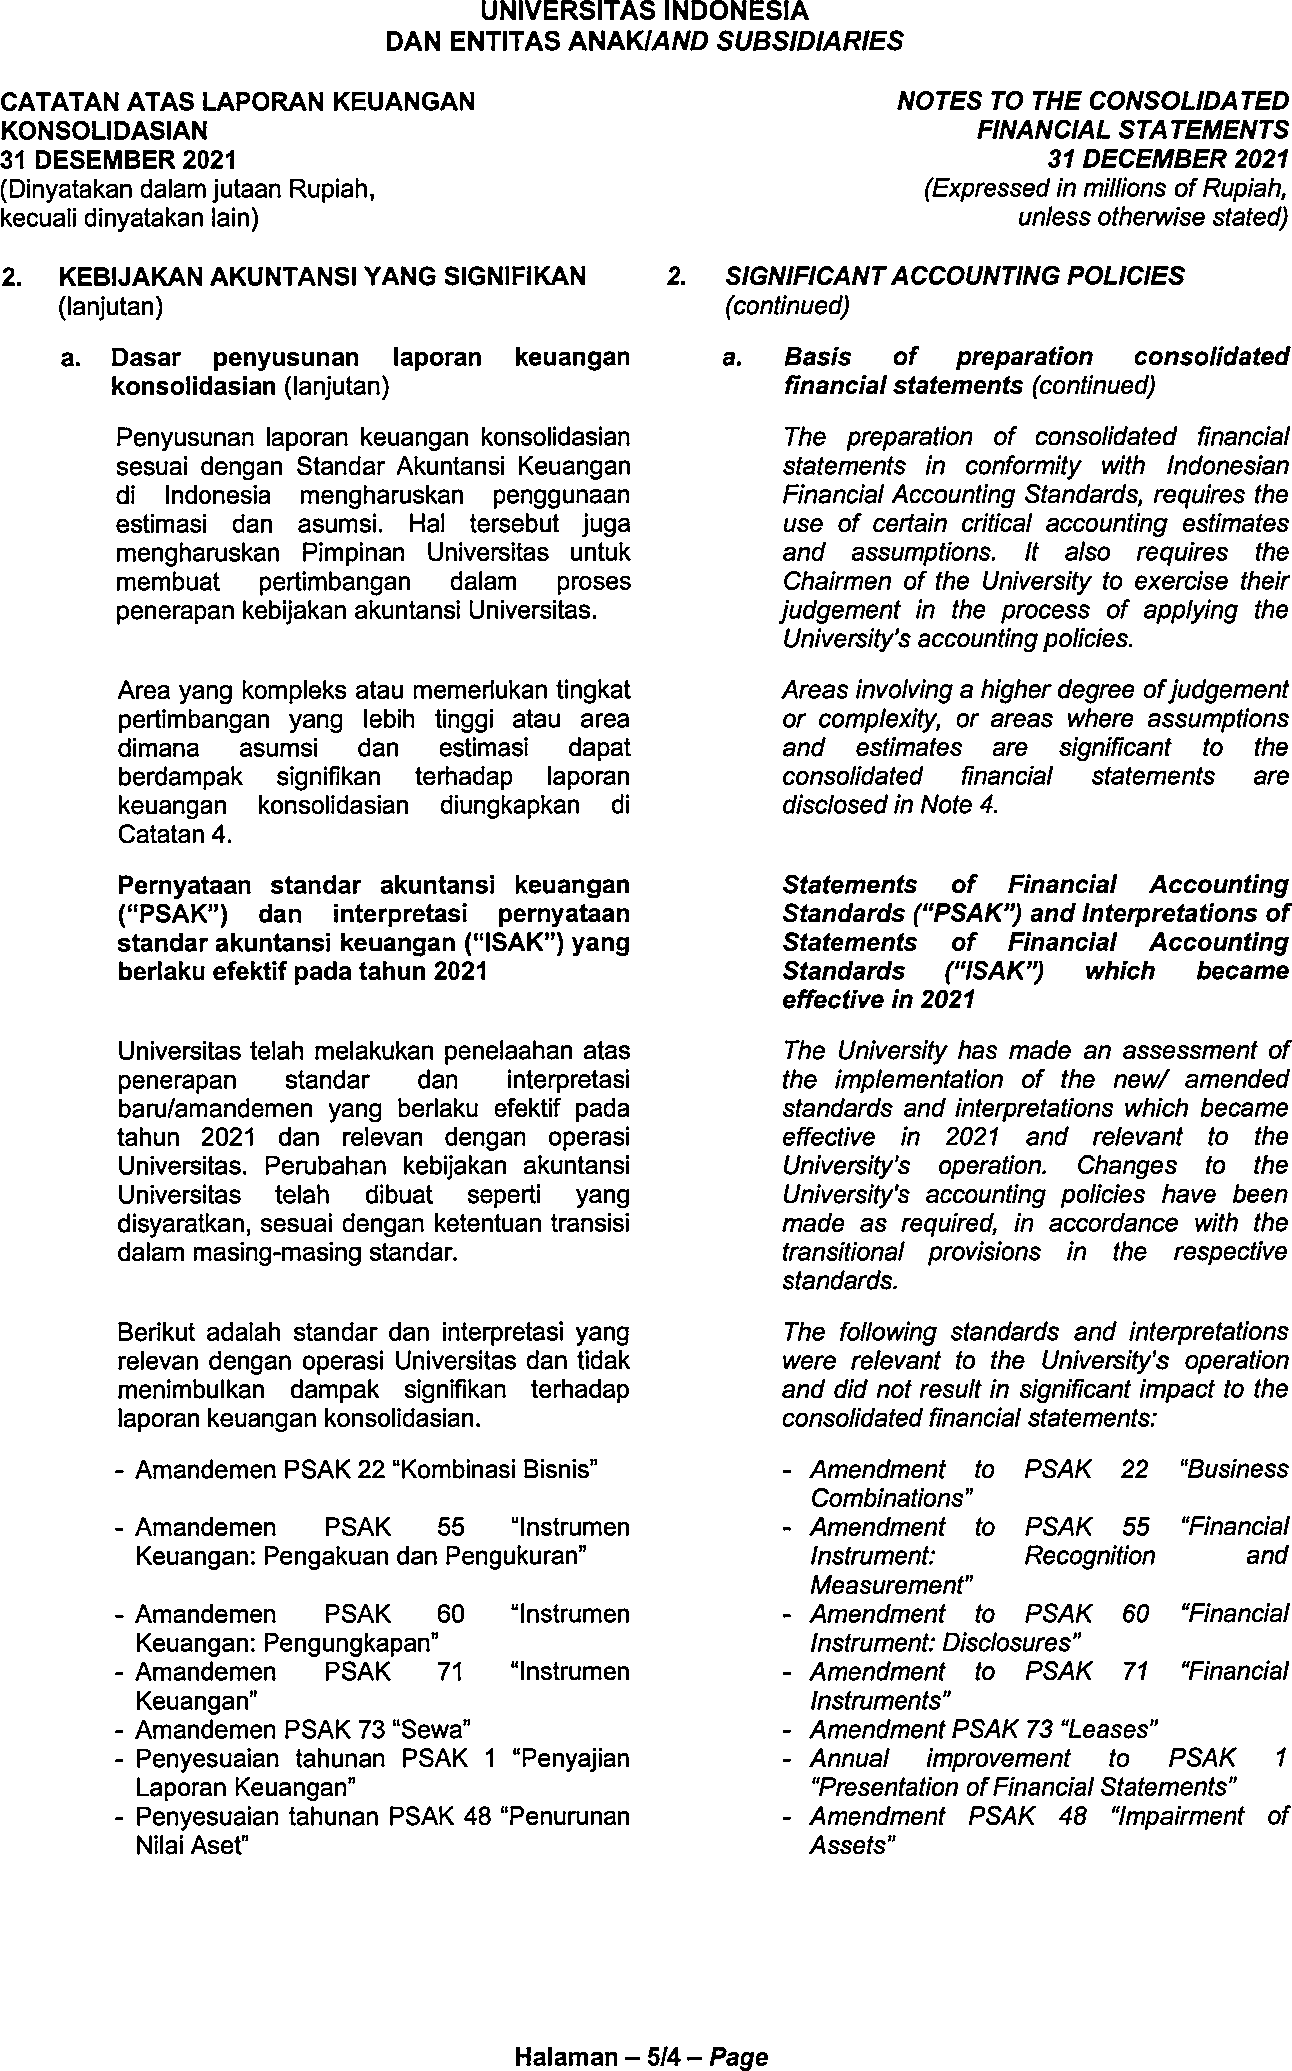 UNIVERSITAS INDONESIA
DAN ENTITAS ANAK/AND SUBSIDIARIES
CATATAN ATAS LAPORAN KEUANGAN
KONSOLIDASIAN
31 DESEMBER 2021
(Dinyatakan dalam jutaan Rupiah,
kecuali dinyatakan lain)
NOTES TO THE CONSOLIDATED
FINANCIAL STATEMENTS
31 DECEMBER 2021
(Expressed in millions of Rupiah,
unless otherwise stated)
2. KEBIJAKAN AKUNTANSI YANG SIGNIFIKAN
(lanjutan)
a. Dasar penyusunan laporan keuangan
konsolidasian (lanjutan)
Penyusunan laporan keuangan konsolidasian
sesuai dengan Standar Akuntansi Keuangan
di Indonesia mengharuskan penggunaan
estimasi dan asumsi. Hal tersebut juga
mengharuskan Pimpinan Universitas untuk
membuat pertimbangan dalam proses
penerapan kebijakan akuntansi Universitas.
Area yang kompleks atau memerlukan tingkat
pertimbangan yang lebih tinggi atau area
dimana asumsi dan estimasi dapat
berdampak signifikan terhadap laporan
keuangan konsolidasian diungkapkan di
Catatan 4.
Pernyataan standar akuntansi keuangan
(“PSAK”) dan interpretasi pernyataan
standar akuntansi keuangan (“ISAK”) yang
berlaku efektif pada tahun 2021
Universitas telah melakukan penelaahan atas
penerapan standar dan interpretasi
baru/amandemen yang berlaku efektif pada
tahun 2021 dan relevan dengan operasi
Universitas. Perubahan kebijakan akuntansi
Universitas telah dibuat seperti yang
disyaratkan, sesuai dengan ketentuan transisi
dalam masing-masing standar.
Berikut adalah standar dan interpretasi yang
relevan dengan operasi Universitas dan tidak
menimbulkan dampak signifikan terhadap
laporan keuangan konsolidasian.
- Amandemen PSAK 22 “Kombinasi Bisnis”
- Amandemen PSAK 55 “Instrumen
Keuangan: Pengakuan dan Pengukuran”
- Amandemen PSAK 60 “Instrumen
Keuangan: Pengungkapan”
- Amandemen PSAK 71 “Instrumen
Keuangan”
- Amandemen PSAK 73 “Sewa”
- Penyesuaian tahunan PSAK 1 “Penyajian
Laporan Keuangan”
- Penyesuaian tahunan PSAK 48 “Penurunan
Nilai Aset”
2. SIGNIFICANT ACCOUNTING POLICIES
(continued)
a. Basis of preparation consolidated
financial statements (continued)
The preparation of consolidated financial
statements in conformity with Indonesian
Financial Accounting Standards, requires the
use of certain critical accounting estimates
and assumptions. It also requires the
Chairmen of the University to exercise their
judgement in the process of applying the
University's accounting policies.
Areas involving a higher degree of judgement
or complexity, or areas where assumptions
and estimates are significant to the
consolidated financial statements are
disclosed in Note 4.
Statements of Financial Accounting
Standards (“PSAK”) and Interpretations of
Statements of Financial Accounting
Standards (“ISAK”) which became
effective in 2021
The University has made an assessment of
the implementation of the new/ amended
standards and interpretations which became
effective in 2021 and relevant to the
University's operation. Changes to the
University's accounting policies have been
made as required, in accordance with the
transitional provisions in the respective
standards.
The following standards and interpretations
were relevant to the University's operation
and did not result in significant impact to the
consolidated financial statements:
- Amendment to PSAK 22 “Business
Combinations”
- Amendment to PSAK 55 “Financial
Instrument: Recognition and
Measurement”
- Amendment to PSAK 60 “Financial
Instrument: Disclosures”
- Amendment to PSAK 71 “Financial
Instruments”
- Amendment PSAK 73 “Leases”
- Annual improvement to PSAK 1
“Presentation of Financial Statements”
- Amendment PSAK 48 “Impairment of
Assets”
Halaman – 5/4 – Page